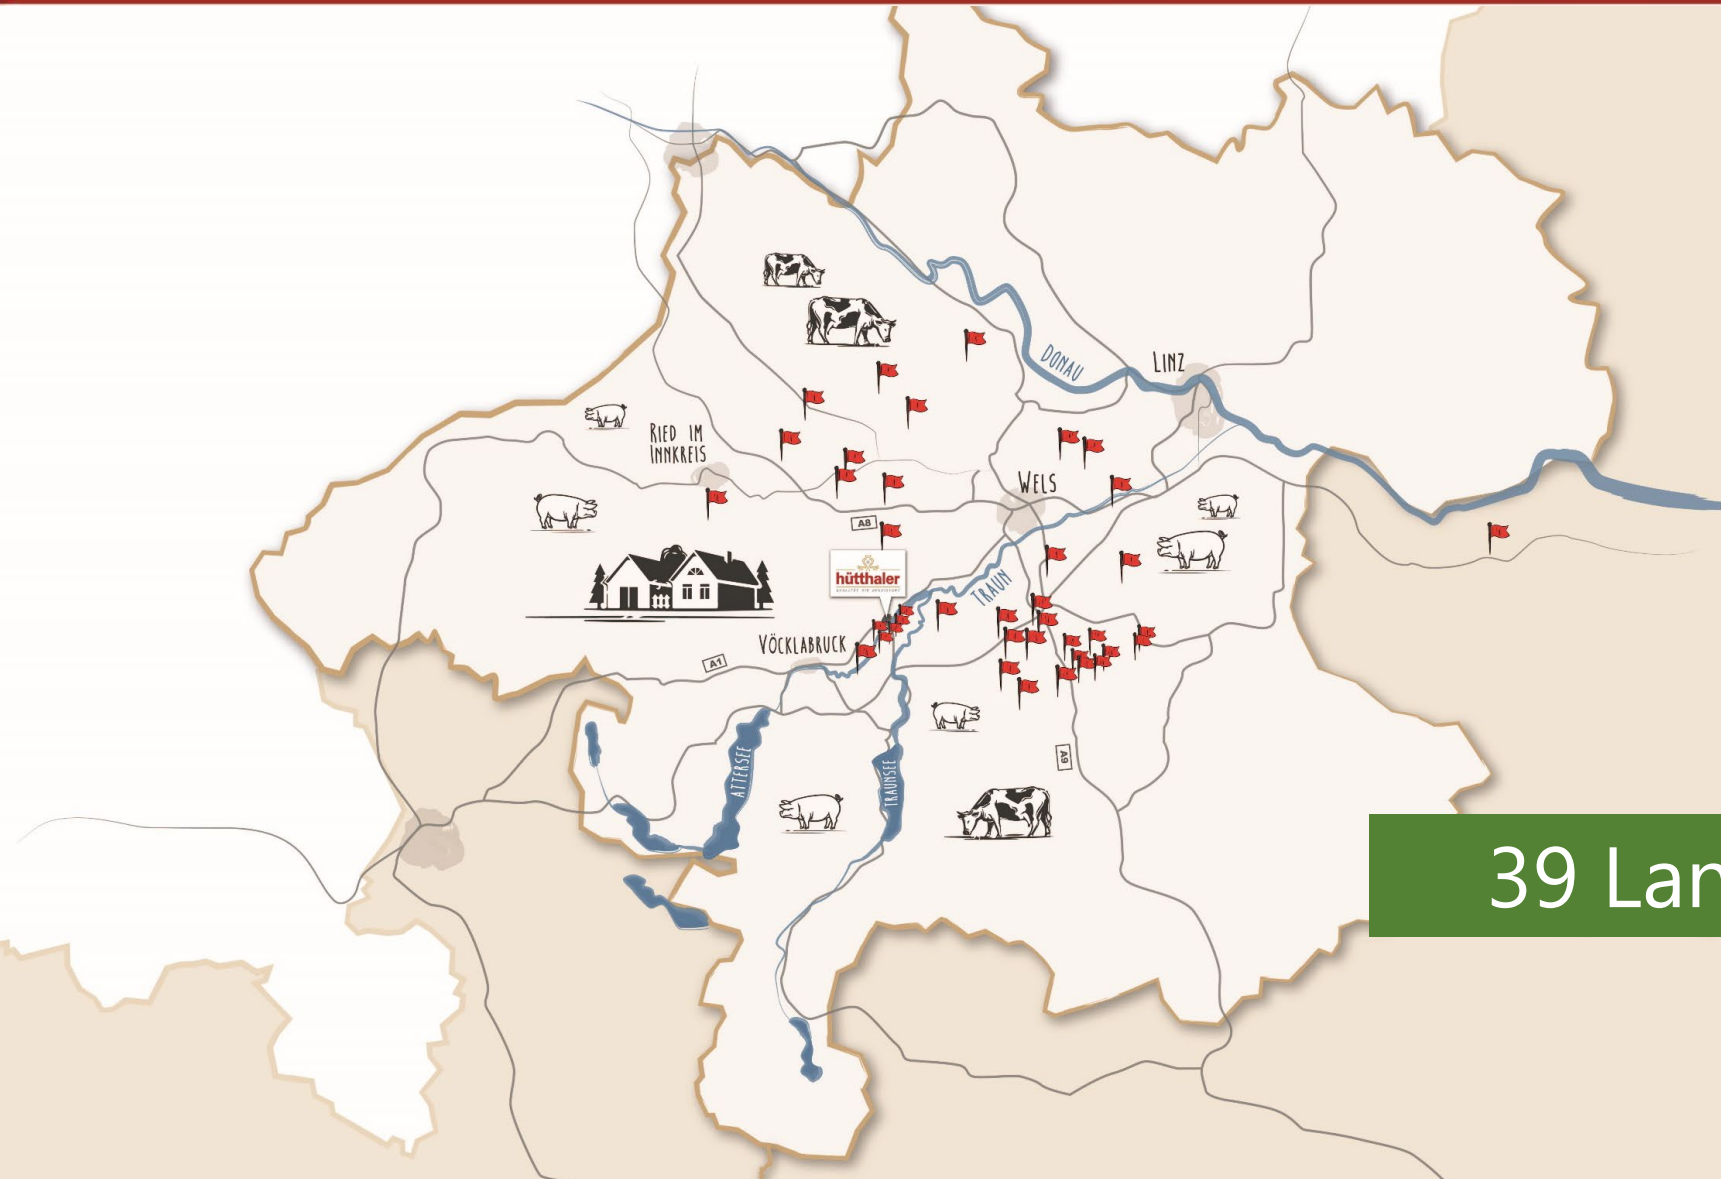 DONAU
LINZ
RIED IM
INNKREIS
WELS
A8
hütthaler
TRAUN
VÖCKLABRUCK
A1
ATTERSEE
TRAUNSEE
A9
39 Lan